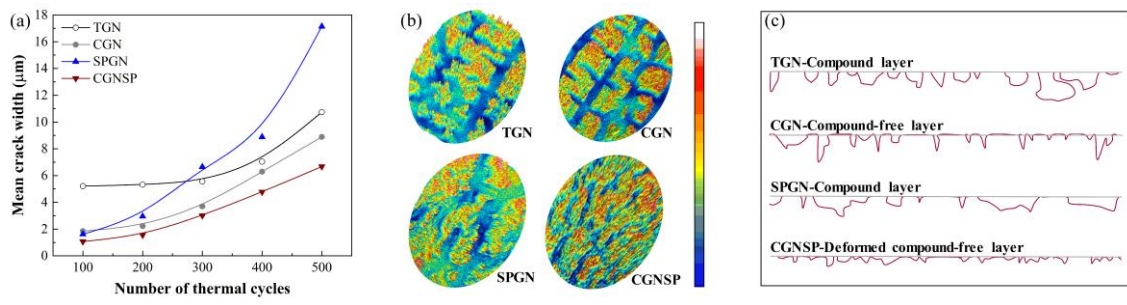 (a)
TGN
CGN
SPGN
CGNSP
Mean crack width (μm)
18
16
14
12
10
8
6
4
2
0
100 200 300 400 500
Number of thermal cycles
(b)
TGN
CGN
SPGN
CGNSP
(c)
TGN-Compound layer
CGN-Compound-free layer
SPGN-Compound layer
CGNSP-Deformed compound-free layer